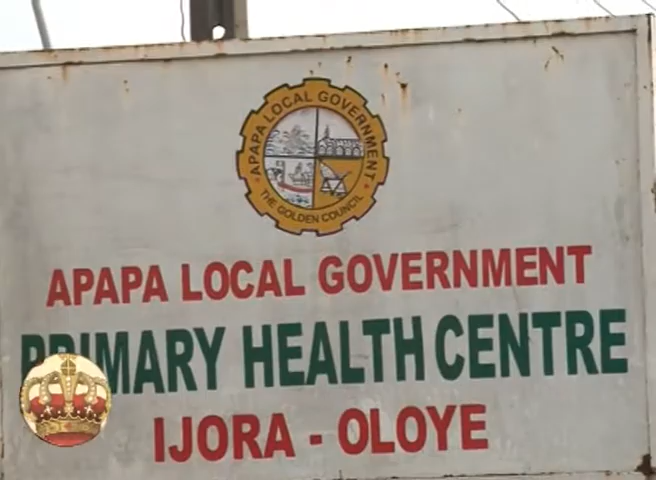 APAPA LOCAL GOVERNMENT
THE GOLDEN COUNCIL
APAPA LOCAL GOVERNMENT
PRIMARY HEALTH CENTRE
IJORA - OLOYE